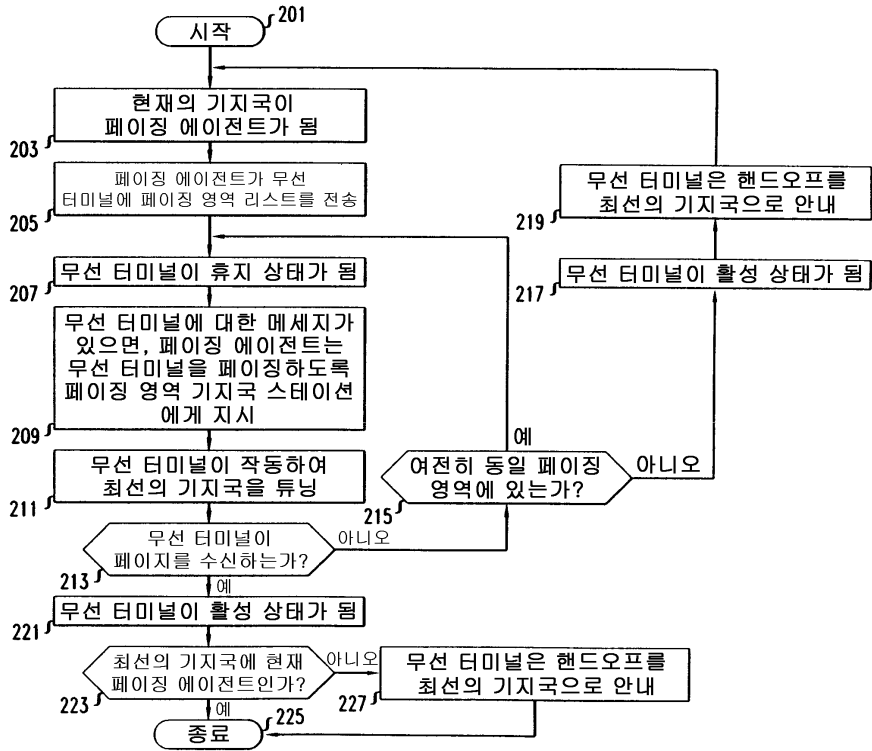 시작
201
현재의 기지국이
페이징 에이전트가 됨
203
페이징 에이전트가 무선
터미널에 페이징 영역 리스트를 전송
205
무선 터미널이 휴지 상태가 됨
207
무선 터미널에 대한 메세지가
있으면, 페이징 에이전트는
무선 터미널을 페이징하도록
페이징 영역 기지국 스테이션
에게 지시
209
무선 터미널이 작동하여
최선의 기지국을 튜닝
211
무선 터미널이
페이지를 수신하는가?
213
아니오
예
여전히 동일 페이징
영역에 있는가?
215
예
아니오
무선 터미널이 활성 상태가 됨
217
무선 터미널은 핸드오프를
최선의 기지국으로 안내
219
무선 터미널이 활성 상태가 됨
221
최선의 기지국에 현재
페이징 에이전트인가?
223
아니오
예
무선 터미널은 핸드오프를
최선의 기지국으로 안내
227
종료
225